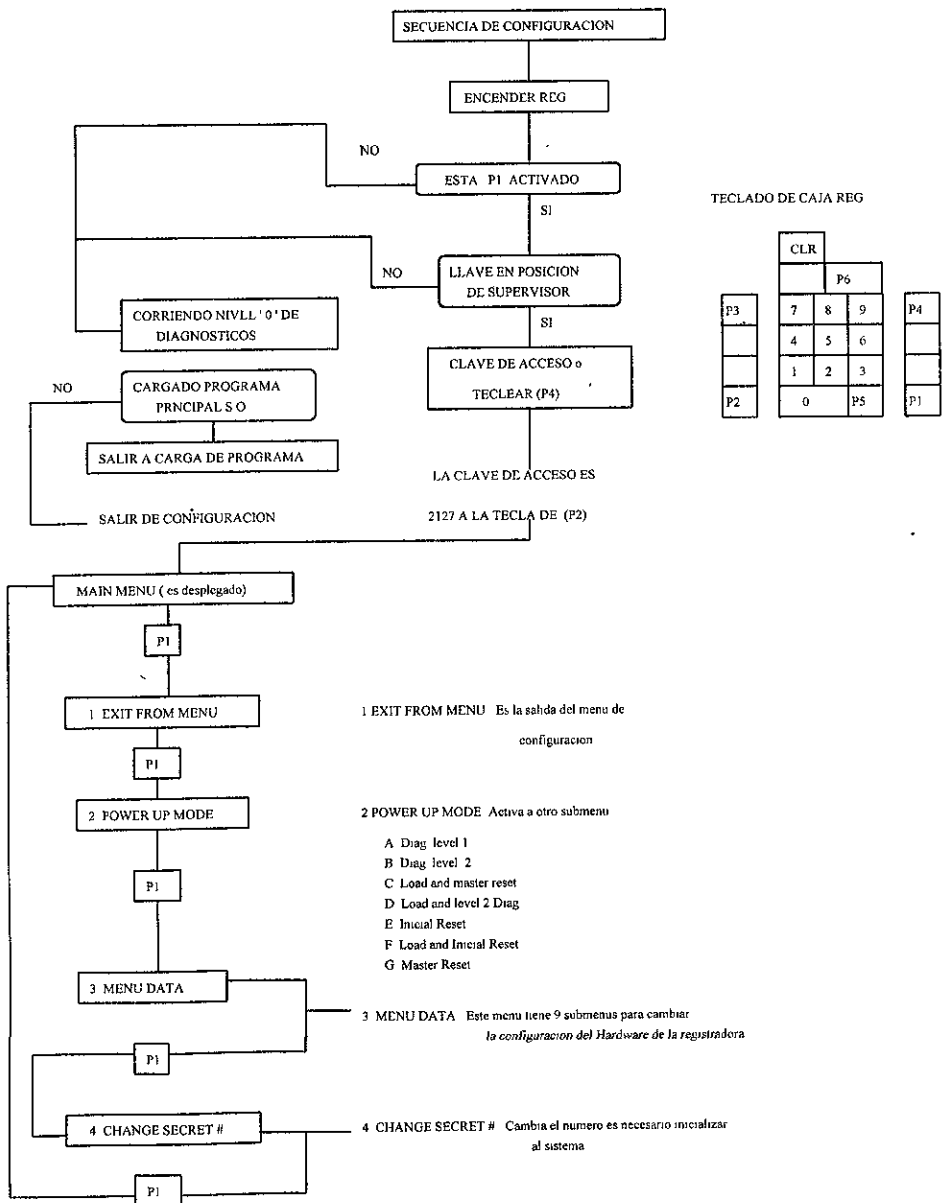 SECUENCIA DE CONFIGURACION
ENCENDER REG
NO
ESTA P1 ACTIVADO
SI
NO
LLAVE EN POSICION
DE SUPERVISOR
SI
CORRIENDO NIVLL '0' DE
DIAGNOSTICOS
CLAVE DE ACCESO o
TECLEAR (P4)
NO
CARGADO PROGRAMA
PRNCIPAL S O
SALIR A CARGA DE PROGRAMA
SALIR DE CONFIGURACION
LA CLAVE DE ACCESO ES
2127 A LA TECLA DE (P2)
TECLADO DE CAJA REG
CLR
P6
P3 7 8 9 P4
4 5 6
1 2 3
P2 0 P5 P1
MAIN MENU ( es desplegado)
P1
1 EXIT FROM MENU
P1
2 POWER UP MODE
P1
3 MENU DATA
P1
4 CHANGE SECRET #
P1
1 EXIT FROM MENU Es la salida del menu de
configuracion
2 POWER UP MODE Activa a otro submenu
A Diag level 1
B Diag level 2
C Load and master reset
D Load and level 2 Diag
E Inicial Reset
F Load and Inicial Reset
G Master Reset
3 MENU DATA Este menu tiene 9 submenus para cambiar
la configuracion del Hardware de la registradora
4 CHANGE SECRET # Cambia el numero es necesario inicializar
al sistema